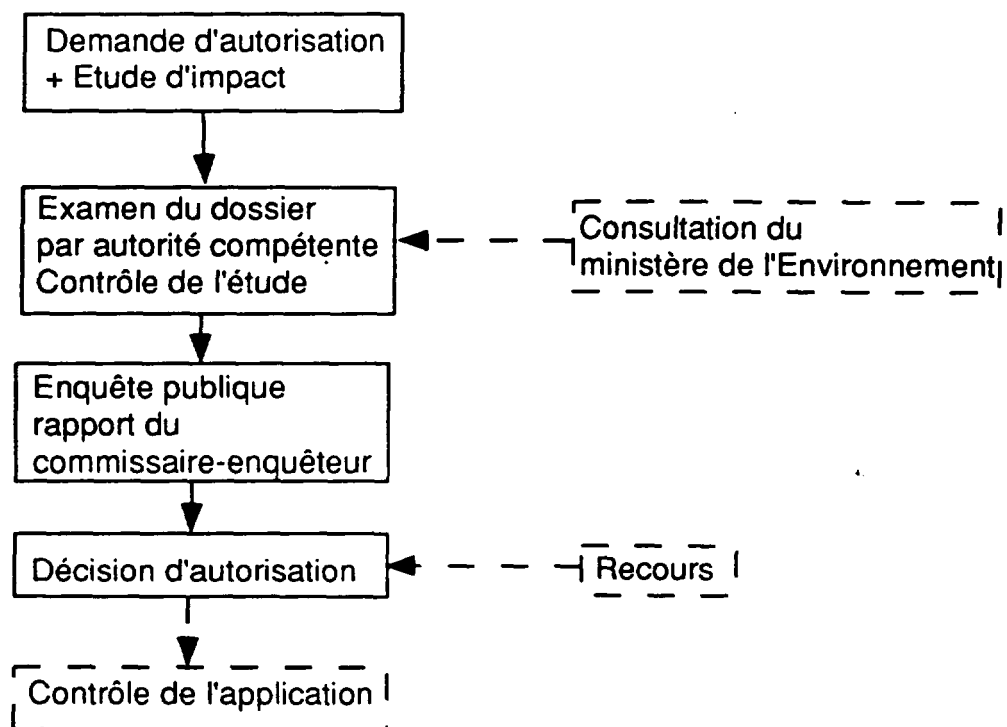 Demande d'autorisation
+ Etude d'impact
Examen du dossier
par autorité compétente
Contrôle de l'étude
Consultation du
ministère de l'Environnement
Enquête publique
rapport du
commissaire-enquêteur
Décision d'autorisation
Recours
Contrôle de l'application